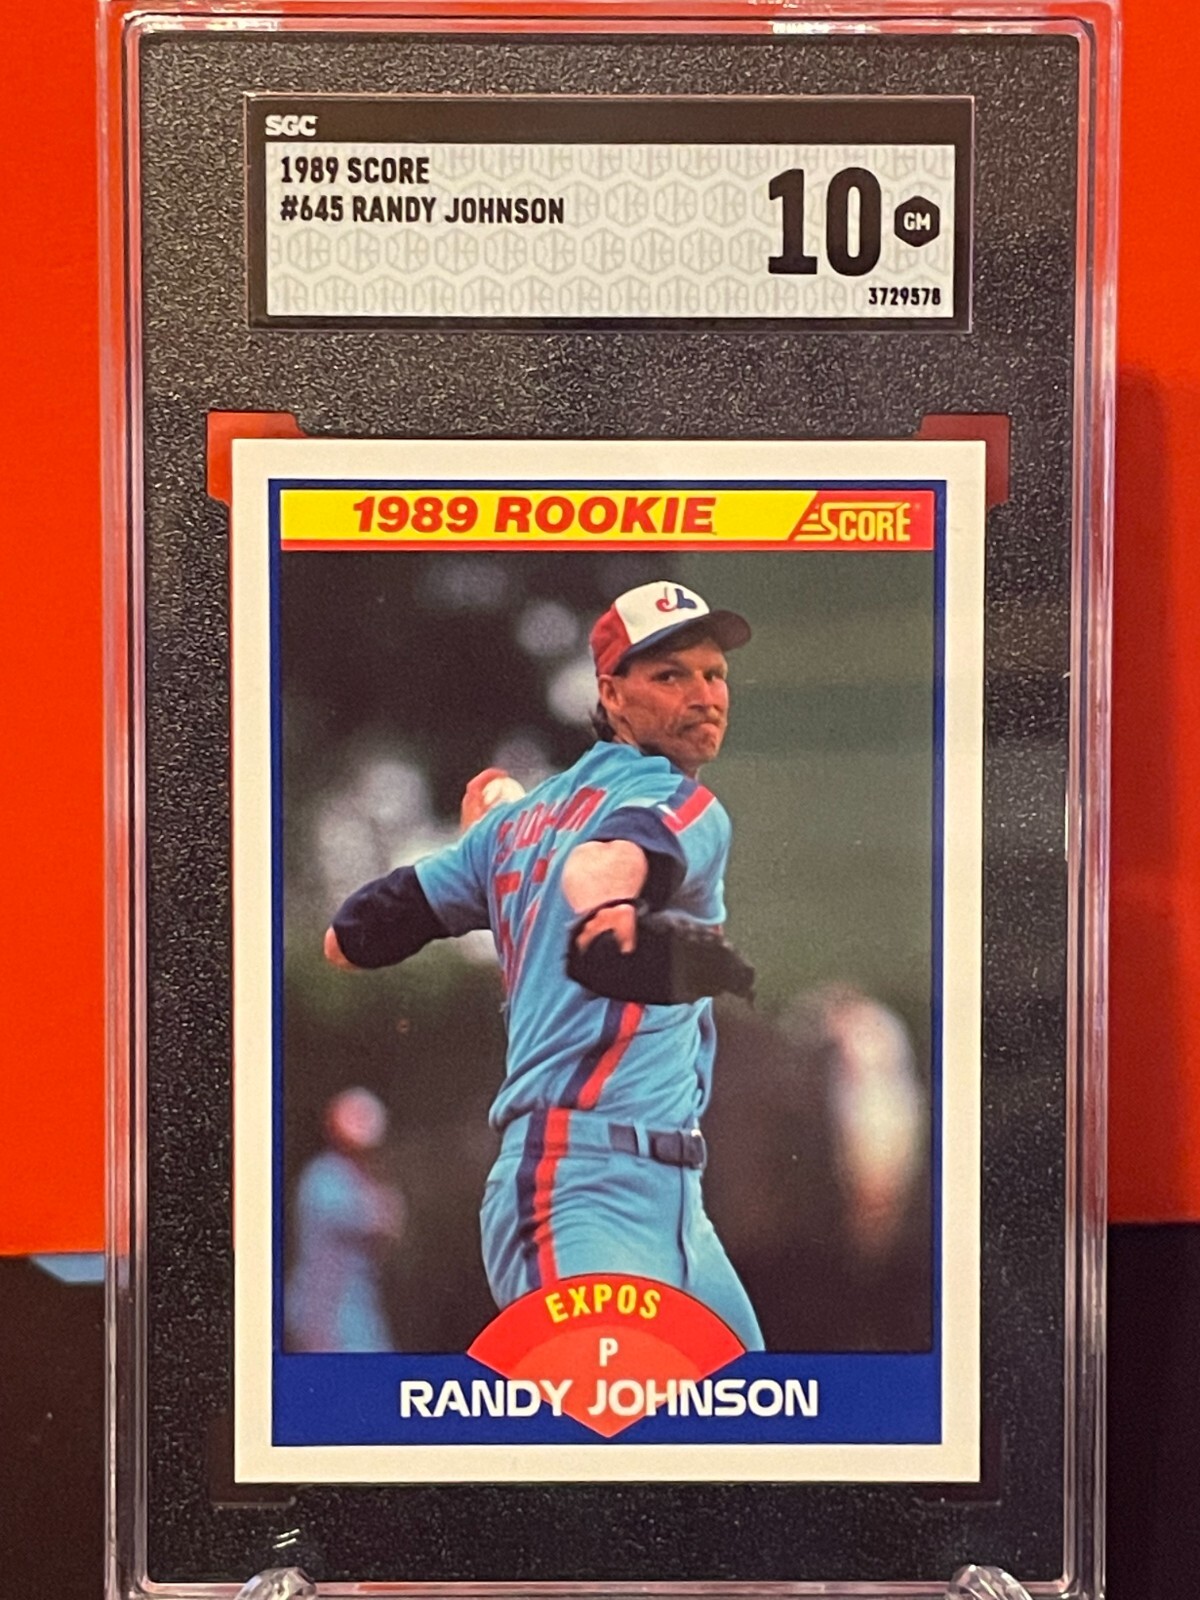 SGC
1989 SCORE
#645 RANDY JOHNSON
10 GM
3729578
1989 ROOKIE SCORE
EXPOS
P
RANDY JOHNSON